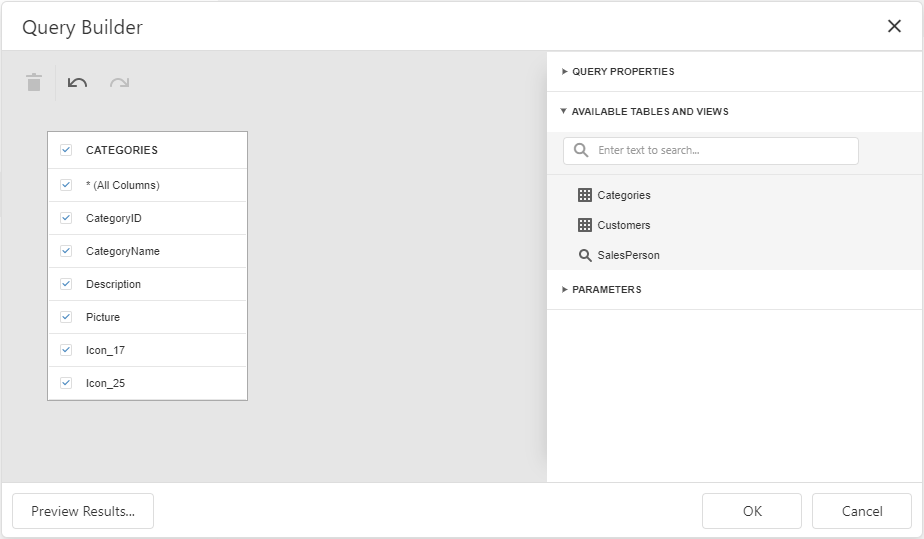 Query Builder
QUERY PROPERTIES
AVAILABLE TABLES AND VIEWS
Enter text to search...
Categories
Customers
SalesPerson
PARAMETERS
CATEGORIES
* (All Columns)
CategoryID
CategoryName
Description
Picture
Icon_17
Icon_25
Preview Results...
OK
Cancel